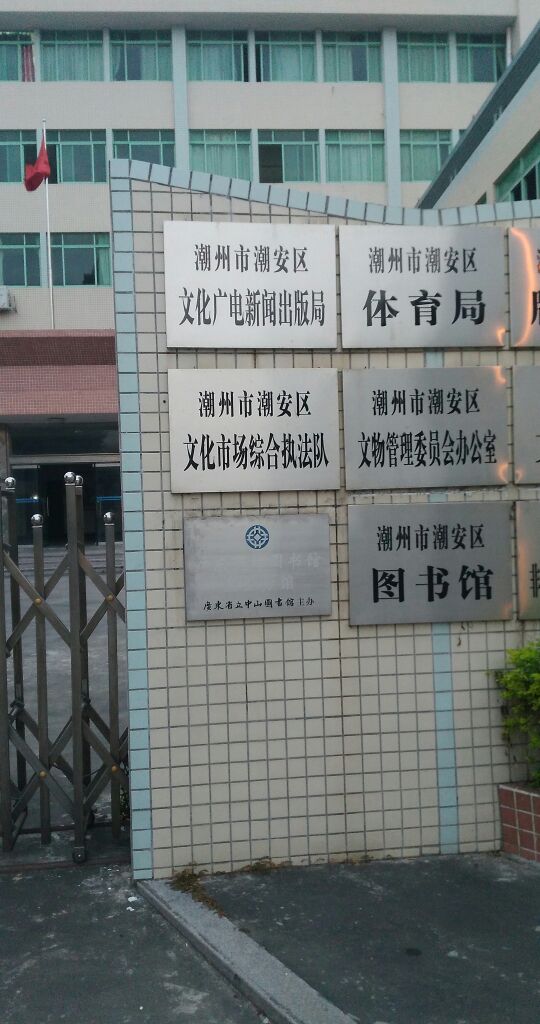 潮州市潮安区
文化广电新闻出版局
潮州市潮安区
体育局
潮州市潮安区
文化市场综合执法队
潮州市潮安区
文物管理委员会办公室
图书馆
广东省立中山图书馆主办
潮州市潮安区
图书馆